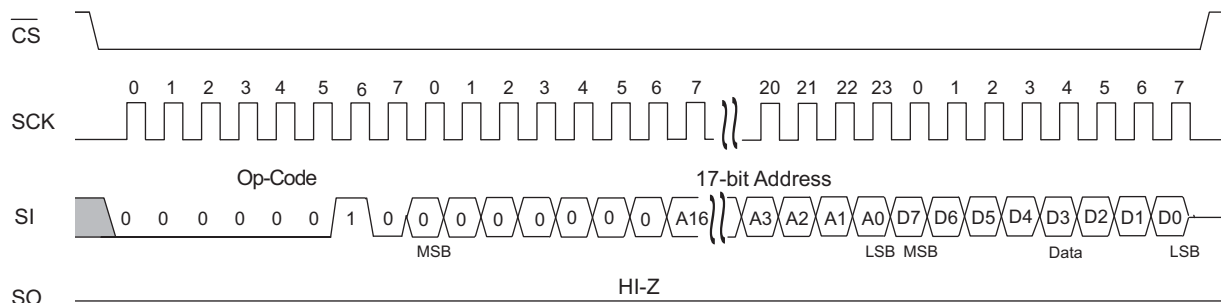 CS
0 1 2 3 4 5 6 7 0 1 2 3 4 5 6 7 20 21 22 23 0 1 2 3 4 5 6 7
SCK
Op-Code 17-bit Address
SI 0 0 0 0 0 0 1 0 0 0 0 0 0 0 0 A16 A3 A2 A1 A0 D7 D6 D5 D4 D3 D2 D1 D0
MSB LSB MSB Data LSB
HI-Z
SO